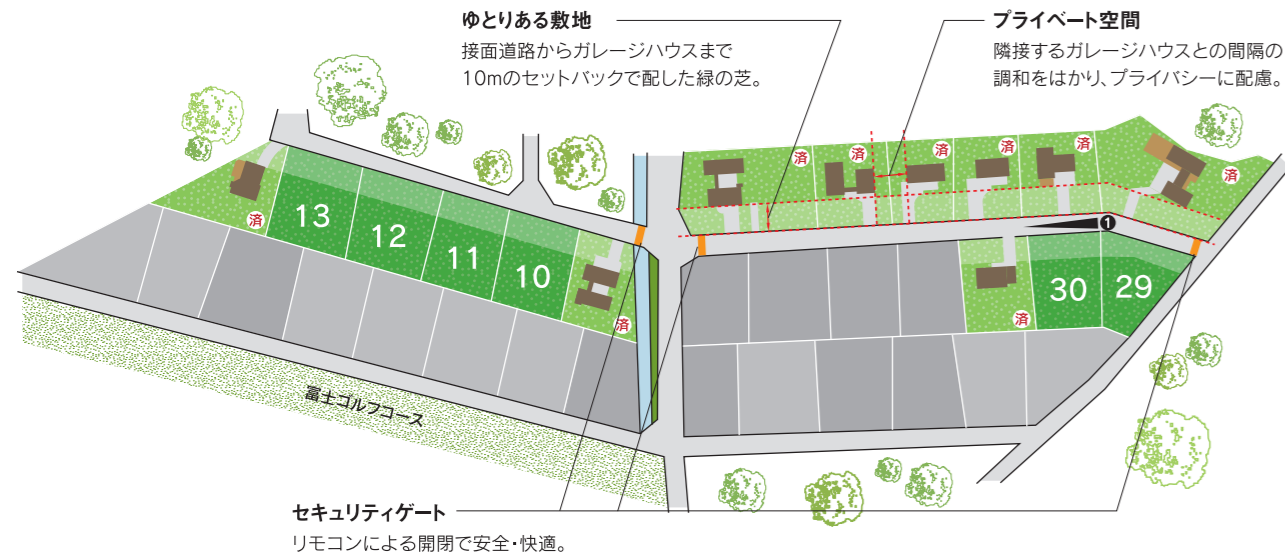 ゆとりある敷地
接面道路からガレージハウスまで
10mのセットバックで配した緑の芝。
プライベート空間
隣接するガレージハウスとの間隔の
調和をはかり、プライバシーに配慮。
済
済
済
済
済
済
済
13
12
11
10
済
❶
30
29
済
済
富士ゴルフコース
セキュリティゲート
リモコンによる開閉で安全・快適。